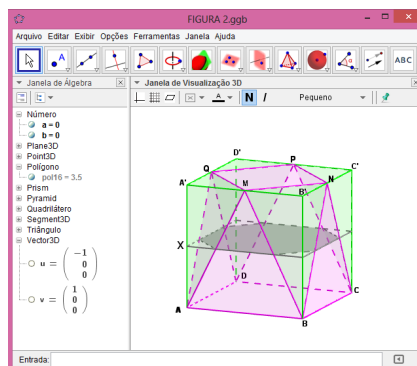 FIGURA 2.ggb
Arquivo Editar Exibir Opções Ferramentas Janela Ajuda
A
a=2
ABC
Janela de Álgebra
Janela de Visualização 3D
A N I Pequeno
Número
a = 0
b = 0
Plane3D
Point3D
Polígono
pol16 = 3.5
Prism
Pyramid
Quadrilátero
Segment3D
Triângulo
Vector3D
u = ( −1 0 0 )
v = ( 1 0 0 )
D'
P
Q
C'
A'
M
N
B'
X
D
A
C
B
Entrada: